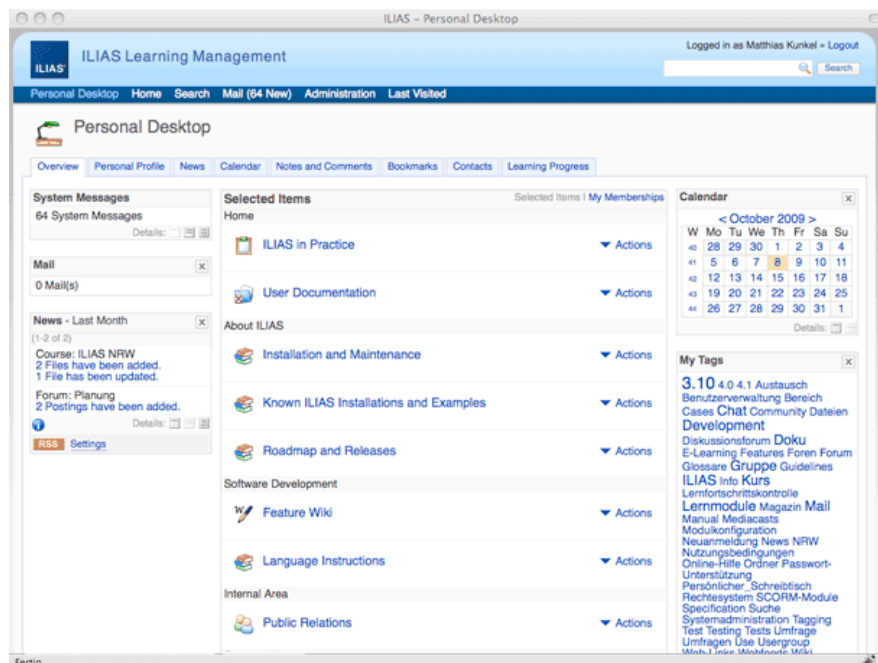 ILIAS – Personal Desktop
Logged in as Matthias Kunkel » Logout
ILIAS
ILIAS Learning Management
Search
Personal Desktop Home Search Mail (64 New) Administration Last Visited
Personal Desktop
Overview Personal Profile News Calendar Notes and Comments Bookmarks Contacts Learning Progress
System Messages
64 System Messages
Details:
Mail
0 Mail(s)
News - Last Month
(1-2 of 2)
Course: ILIAS NRW
2 Files have been added.
1 File has been updated.
Forum: Planung
2 Postings have been added.
Details:
RSS Settings
Selected Items Selected Items | My Memberships
Home
ILIAS in Practice Actions
User Documentation Actions
About ILIAS
Installation and Maintenance Actions
Known ILIAS Installations and Examples Actions
Roadmap and Releases Actions
Software Development
Feature Wiki Actions
Language Instructions Actions
Internal Area
Public Relations Actions
Calendar
< October 2009 >
W Mo Tu We Th Fr Sa Su
40 28 29 30 1 2 3 4
41 5 6 7 8 9 10 11
42 12 13 14 15 16 17 18
43 19 20 21 22 23 24 25
44 26 27 28 29 30 31 1
Details:
My Tags
3.10 4.0 4.1 Austausch
Benutzerverwaltung Bereich
Cases Chat Community Dateien
Development
Diskussionsforum Doku
E-Learning Features Foren Forum
Glossare Gruppe Guidelines
ILIAS Info Kurs
Lernfortschrittskontrolle
Lernmodule Magazin Mail
Manual Mediacasts
Modulkonfiguration
Neuanmeldung News NRW
Nutzungsbedingungen
Online-Hilfe Ordner Passwort-
Unterstützung
Persönlicher_Schreibtisch
Rechtesystem SCORM-Module
Specification Suche
Systemadministration Tagging
Test Testing Tests Umfrage
Umfragen Use Usergroup
Web-Links Webfeeds Wiki
Fertig